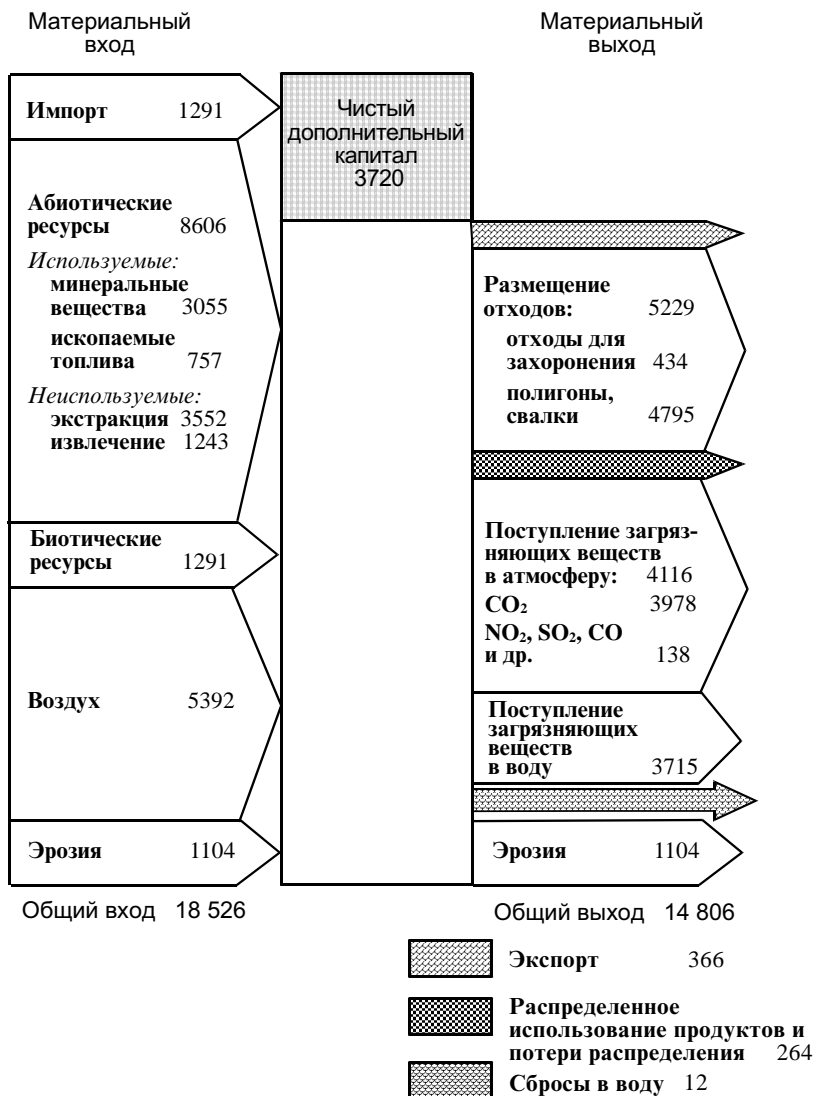 Материальный
вход
Импорт 1291
Абиотические
ресурсы 8606
Используемые:
минеральные
вещества 3055
ископаемые
топлива 757
Неиспользуемые:
экстракция 3552
извлечение 1243
Биотические
ресурсы 1291
Воздух 5392
Эрозия 1104
Общий вход 18 526
Чистый
дополнительный
капитал
3720
Материальный
выход
Размещение
отходов: 5229
отходы для
захоронения 434
полигоны,
свалки 4795
Поступление загряз-
няющих веществ
в атмосферу: 4116
CO₂ 3978
NO₂, SO₂, CO
и др. 138
Поступление
загрязняющих
веществ
в воду 3715
Эрозия 1104
Общий выход 14 806
Экспорт 366
Распределенное
использование продуктов и
потери распределения 264
Сбросы в воду 12